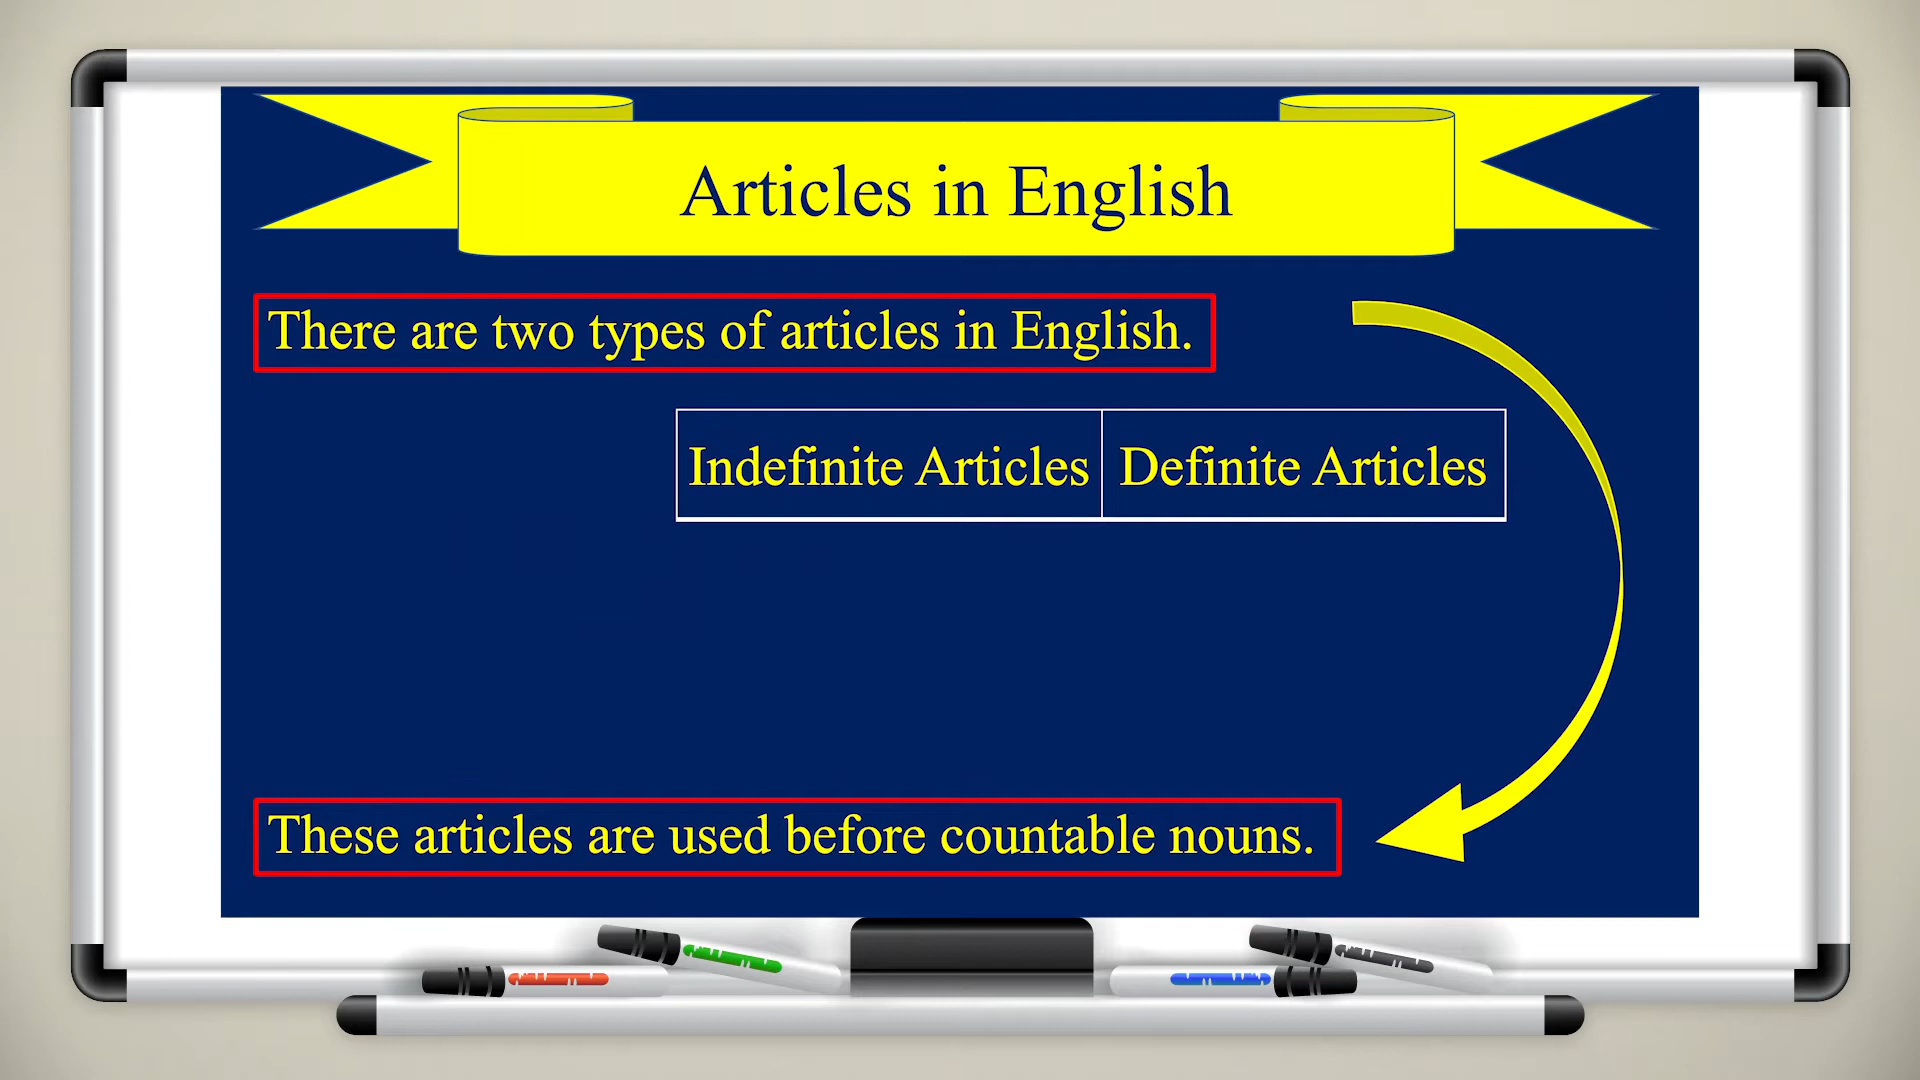 Articles in English
There are two types of articles in English.
Indefinite Articles Definite Articles
These articles are used before countable nouns.